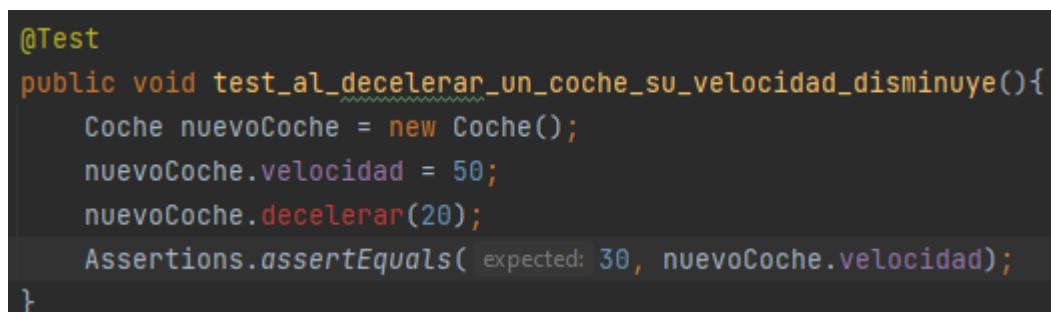 @Test
public void test_al_decelerar_un_coche_su_velocidad_disminuye(){
Coche nuevoCoche = new Coche();
nuevoCoche.velocidad = 50;
nuevoCoche.decelerar(20);
Assertions.assertEquals( expected: 30, nuevoCoche.velocidad);
}